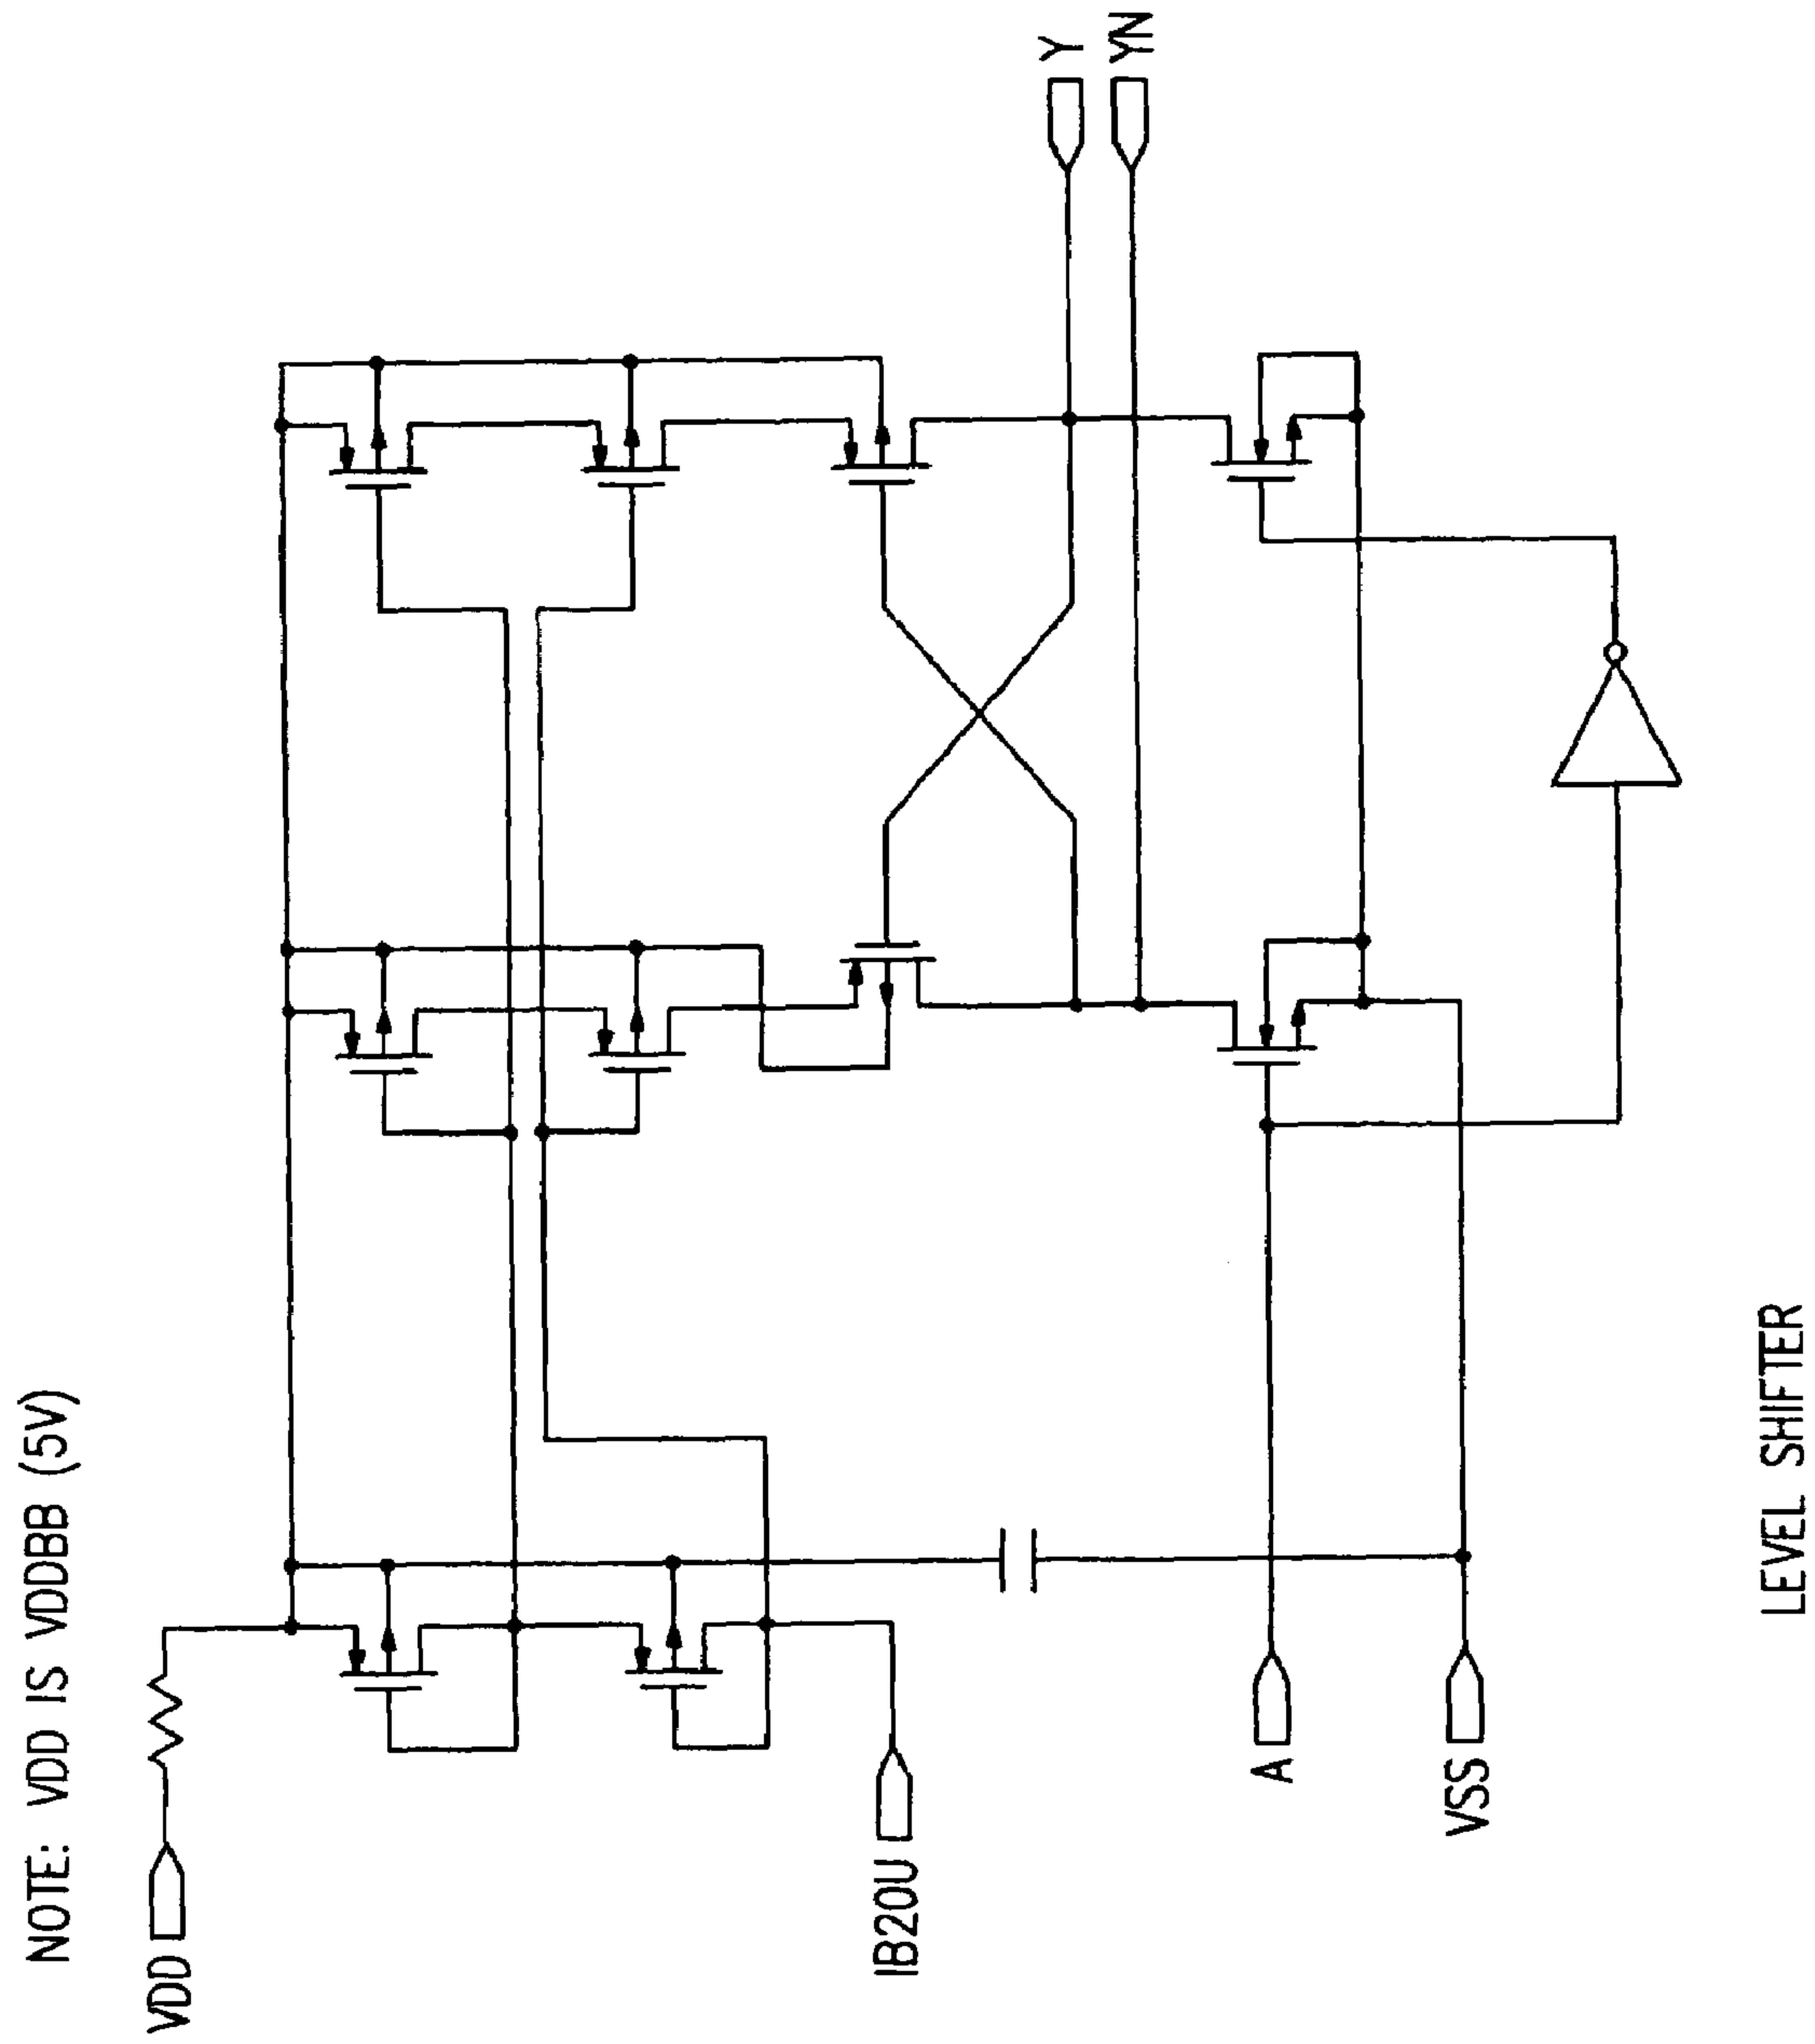 NOTE: VDD IS VDDBB (5V)
VDD
IB20U
A
VSS
Y
YN
LEVEL SHIFTER